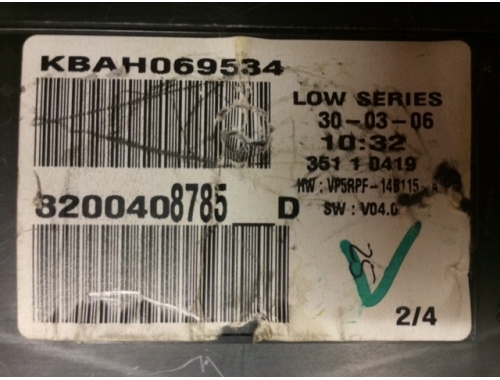 KBAH069534
LOW SERIES
30-03-06
10:32
351 1 0419
HW : VP5RPF-14B115-A
8200408785 D
SW : V04.0
25
2/4